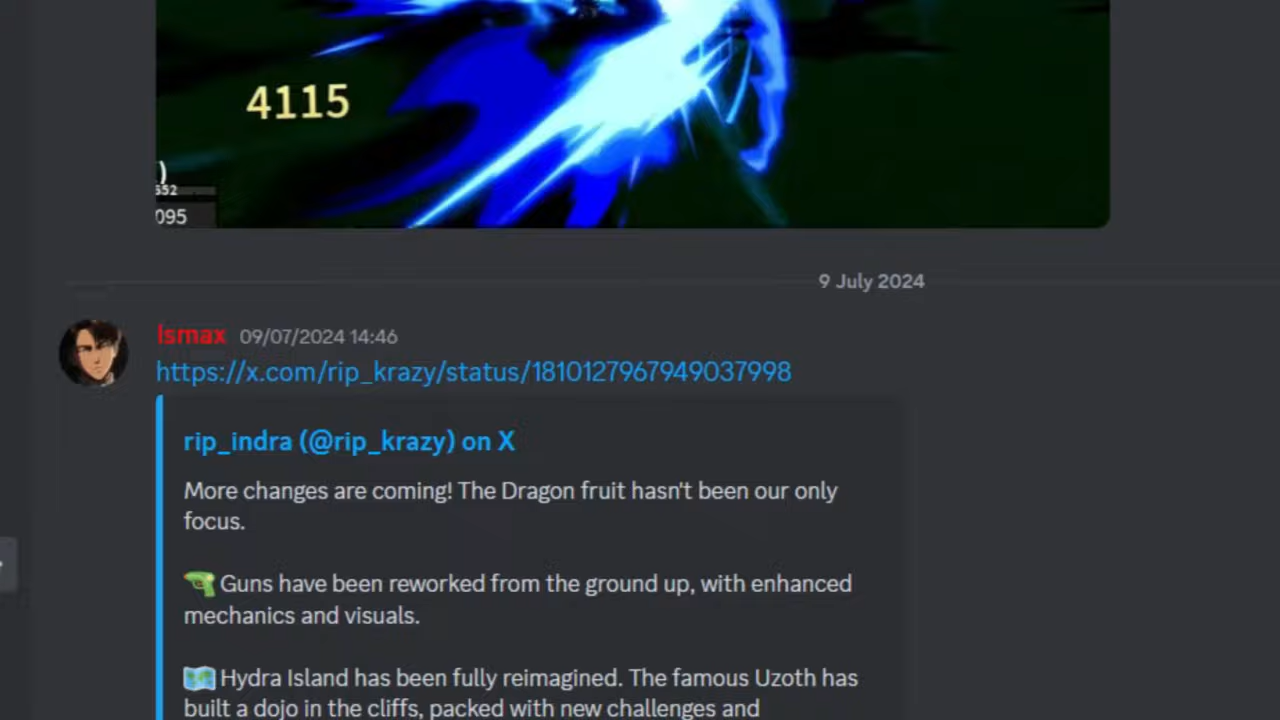 4115
)
552
095
9 July 2024
Ismax 09/07/2024 14:46
https://x.com/rip_krazy/status/1810127967949037998
rip_indra (@rip_krazy) on X
More changes are coming! The Dragon fruit hasn't been our only
focus.
Guns have been reworked from the ground up, with enhanced
mechanics and visuals.
Hydra Island has been fully reimagined. The famous Uzoth has
built a dojo in the cliffs, packed with new challenges and